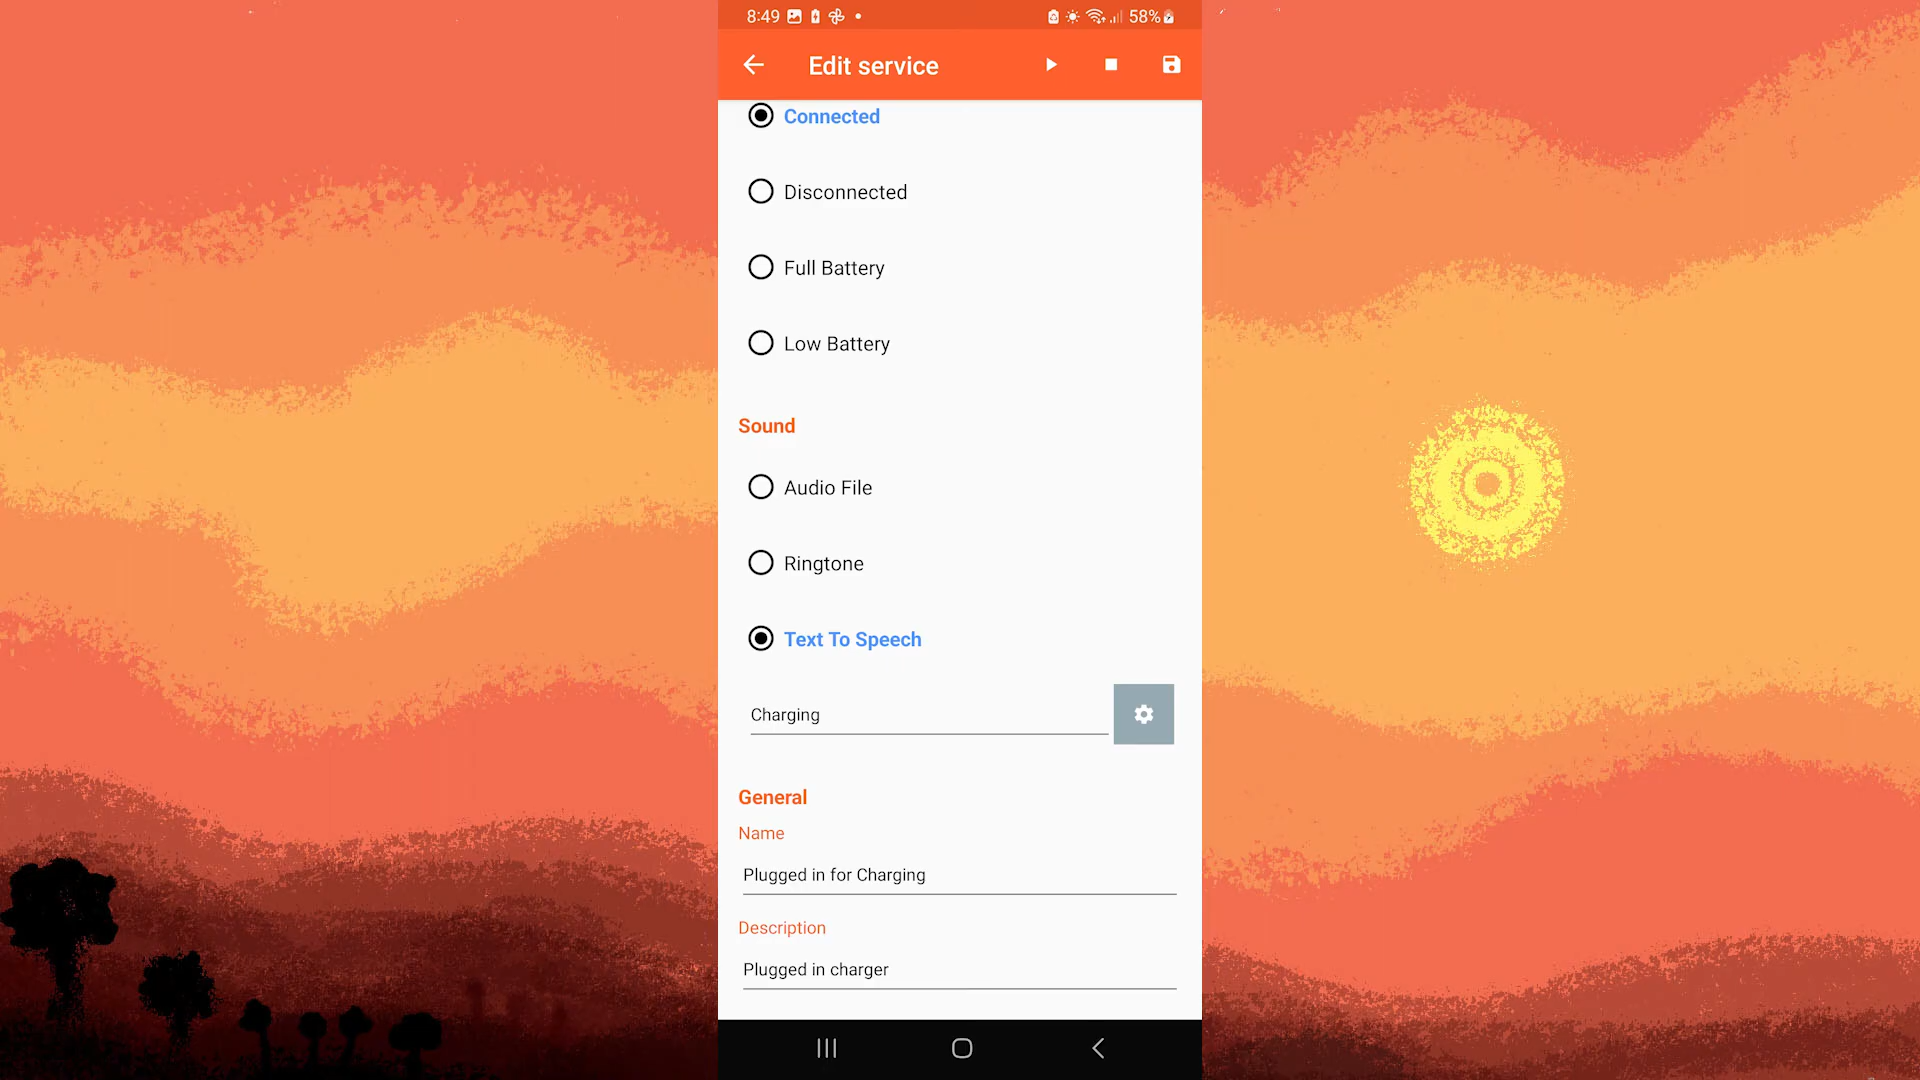 8:49 58%
Edit service
Connected
Disconnected
Full Battery
Low Battery
Sound
Audio File
Ringtone
Text To Speech
Charging
General
Name
Plugged in for Charging
Description
Plugged in charger